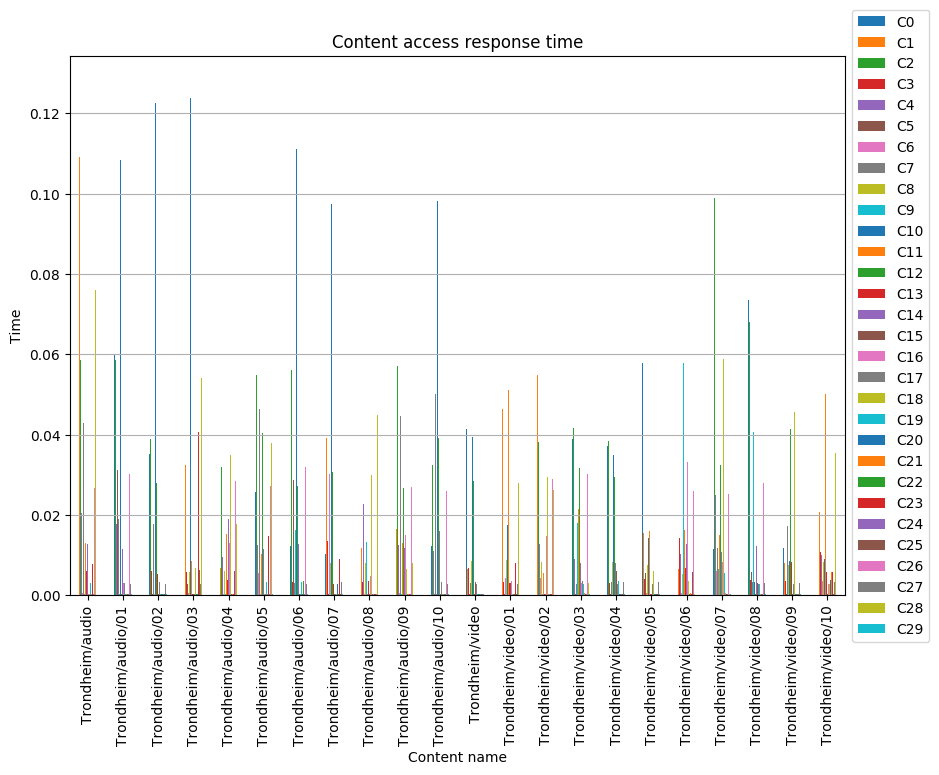 Content access response time
Time
0.12
0.10
0.08
0.06
0.04
0.02
0.00
Trondheim/audio
Trondheim/audio/01
Trondheim/audio/02
Trondheim/audio/03
Trondheim/audio/04
Trondheim/audio/05
Trondheim/audio/06
Trondheim/audio/07
Trondheim/audio/08
Trondheim/audio/09
Trondheim/audio/10
Trondheim/video
Trondheim/video/01
Trondheim/video/02
Trondheim/video/03
Trondheim/video/04
Trondheim/video/05
Trondheim/video/06
Trondheim/video/07
Trondheim/video/08
Trondheim/video/09
Trondheim/video/10
Content name
C0
C1
C2
C3
C4
C5
C6
C7
C8
C9
C10
C11
C12
C13
C14
C15
C16
C17
C18
C19
C20
C21
C22
C23
C24
C25
C26
C27
C28
C29